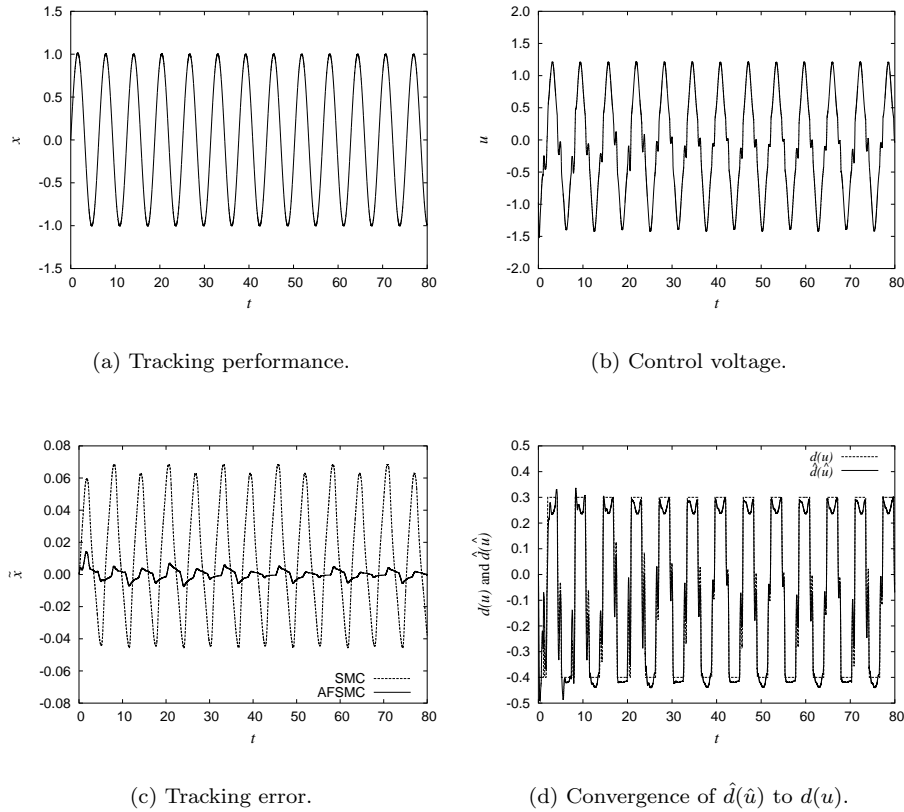 1.5
1.0
0.5
0.0
-0.5
-1.0
-1.5
x
0 10 20 30 40 50 60 70 80
t
(a) Tracking performance.
2.0
1.5
1.0
0.5
0.0
-0.5
-1.0
-1.5
-2.0
u
0 10 20 30 40 50 60 70 80
t
(b) Control voltage.
0.08
0.06
0.04
0.02
0.00
-0.02
-0.04
-0.06
-0.08
x̃
SMC
AFSMC
0 10 20 30 40 50 60 70 80
t
(c) Tracking error.
0.5
0.4
0.3
0.2
0.1
0.0
-0.1
-0.2
-0.3
-0.4
-0.5
d(u) and d̂(û)
d(u)
d̂(û)
0 10 20 30 40 50 60 70 80
t
(d) Convergence of d̂(û) to d(u).